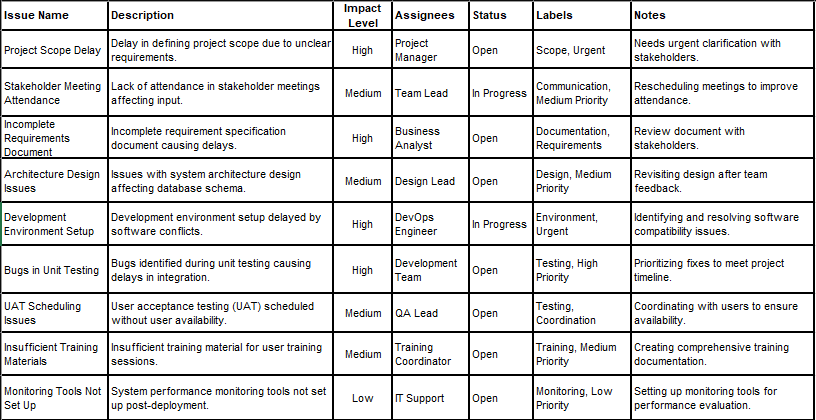 Issue Name Description Impact Level Assignees Status Labels Notes
Project Scope Delay Delay in defining project scope due to unclear requirements. High Project Manager Open Scope, Urgent Needs urgent clarification with stakeholders.
Stakeholder Meeting Attendance Lack of attendance in stakeholder meetings affecting input. Medium Team Lead In Progress Communication, Medium Priority Rescheduling meetings to improve attendance.
Incomplete Requirements Document Incomplete requirement specification document causing delays. High Business Analyst Open Documentation, Requirements Review document with stakeholders.
Architecture Design Issues Issues with system architecture design affecting database schema. Medium Design Lead Open Design, Medium Priority Revisiting design after team feedback.
Development Environment Setup Development environment setup delayed by software conflicts. High DevOps Engineer In Progress Environment, Urgent Identifying and resolving software compatibility issues.
Bugs in Unit Testing Bugs identified during unit testing causing delays in integration. High Development Team Open Testing, High Priority Prioritizing fixes to meet project timeline.
UAT Scheduling Issues User acceptance testing (UAT) scheduled without user availability. Medium QA Lead Open Testing, Coordination Coordinating with users to ensure availability.
Insufficient Training Materials Insufficient training material for user training sessions. Medium Training Coordinator Open Training, Medium Priority Creating comprehensive training documentation.
Monitoring Tools Not Set Up System performance monitoring tools not set up post-deployment. Low IT Support Open Monitoring, Low Priority Setting up monitoring tools for performance evaluation.